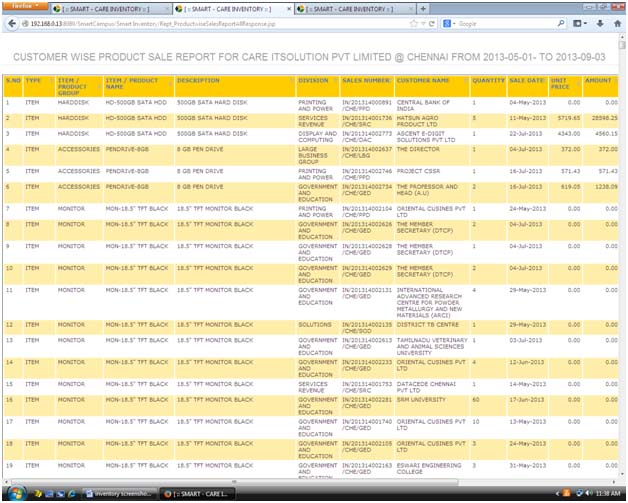 Firefox
[ :: SMART - CARE INVENTORY :: ]
[ :: SMART - CARE INVENTORY :: ]
[ :: SMART - CARE INVENTORY :: ]
192.168.0.13:8089/SmartCampus/Smart Inventory/Rept_ProductwiseSalesReportAllResponse.jsp
Google
CUSTOMER WISE PRODUCT SALE REPORT FOR CARE ITSOLUTION PVT LIMITED @ CHENNAI FROM 2013-05-01- TO 2013-09-03
S.NO TYPE ITEM / PRODUCT GROUP ITEM / PRODUCT NAME DESCRIPTION DIVISION SALES NUMBER CUSTOMER NAME QUANTITY SALE DATE UNIT PRICE AMOUNT
1 ITEM HARDDISK HD-500GB SATA HDD 500GB SATA HARD DISK PRINTING AND POWER IN/201314000891 /CHE/PPD CENTRAL BANK OF INDIA 1 04-May-2013 0.00 0.00
2 ITEM HARDDISK HD-500GB SATA HDD 500GB SATA HARD DISK SERVICES REVENUE IN/201314001736 /CHE/SRC HATSUN AGRO PRODUCT LTD 5 11-May-2013 5719.65 28598.25
3 ITEM HARDDISK HD-500GB SATA HDD 500GB SATA HARD DISK DISPLAY AND COMPUTING IN/201314002773 /CHE/DAC ASCENT E-DIGIT SOLUTIONS PVT LTD 1 22-Jul-2013 4343.00 4560.15
4 ITEM ACCESSORIES PENDRIVE-8GB 8 GB PEN DRIVE LARGE BUSINESS GROUP IN/201314002637 /CHE/LBG THE DIRECTOR 1 04-Jul-2013 372.00 372.00
5 ITEM ACCESSORIES PENDRIVE-8GB 8 GB PEN DRIVE PRINTING AND POWER IN/201314002746 /CHE/PPD PROJECT CSSR 1 16-Jul-2013 571.43 571.43
6 ITEM ACCESSORIES PENDRIVE-8GB 8 GB PEN DRIVE GOVERNMENT AND EDUCATION IN/201314002734 /CHE/GED THE PROFESSOR AND HEAD (A.U) 2 16-Jul-2013 619.05 1238.09
7 ITEM MONITOR MON-18.5" TFT BLACK 18.5" TFT MONITOR BLACK PRINTING AND POWER IN/201314002104 /CHE/PPD ORIENTAL CUSINES PVT LTD 1 24-May-2013 0.00 0.00
8 ITEM MONITOR MON-18.5" TFT BLACK 18.5" TFT MONITOR BLACK GOVERNMENT AND EDUCATION IN/201314002626 /CHE/GED THE MEMBER SECRETARY (DTCP) 2 04-Jul-2013 0.00 0.00
9 ITEM MONITOR MON-18.5" TFT BLACK 18.5" TFT MONITOR BLACK GOVERNMENT AND EDUCATION IN/201314002628 /CHE/GED THE MEMBER SECRETARY (DTCP) 1 04-Jul-2013 0.00 0.00
10 ITEM MONITOR MON-18.5" TFT BLACK 18.5" TFT MONITOR BLACK GOVERNMENT AND EDUCATION IN/201314002629 /CHE/GED THE MEMBER SECRETARY (DTCP) 2 04-Jul-2013 0.00 0.00
11 ITEM MONITOR MON-18.5" TFT BLACK 18.5" TFT MONITOR BLACK GOVERNMENT AND EDUCATION IN/201314002131 /CHE/GED INTERNATIONAL ADVANCED RESEARCH CENTRE FOR POWDER METALLURGY AND NEW MATERIALS (ARCI) 4 29-May-2013 0.00 0.00
12 ITEM MONITOR MON-18.5" TFT BLACK 18.5" TFT MONITOR BLACK SOLUTIONS IN/201314002135 /CHE/SGD DISTRICT TB CENTRE 1 29-May-2013 0.00 0.00
13 ITEM MONITOR MON-18.5" TFT BLACK 18.5" TFT MONITOR BLACK GOVERNMENT AND EDUCATION IN/201314002613 /CHE/GED TAMILNADU VETERINARY AND ANIMAL SCIENCES UNIVERSITY 1 03-Jul-2013 0.00 0.00
14 ITEM MONITOR MON-18.5" TFT BLACK 18.5" TFT MONITOR BLACK GOVERNMENT AND EDUCATION IN/201314002233 /CHE/GED ORIENTAL CUSINES PVT LTD 4 12-Jun-2013 0.00 0.00
15 ITEM MONITOR MON-18.5" TFT BLACK 18.5" TFT MONITOR BLACK SERVICES REVENUE IN/201314001753 /CHE/SRC DATACEDE CHENNAI PVT LTD 1 14-May-2013 0.00 0.00
16 ITEM MONITOR MON-18.5" TFT BLACK 18.5" TFT MONITOR BLACK GOVERNMENT AND EDUCATION IN/201314002281 /CHE/GED SRM UNIVERSITY 60 17-Jun-2013 0.00 0.00
17 ITEM MONITOR MON-18.5" TFT BLACK 18.5" TFT MONITOR BLACK GOVERNMENT AND EDUCATION IN/201314001740 /CHE/GED ORIENTAL CUSINES PVT LTD 10 13-May-2013 0.00 0.00
18 ITEM MONITOR MON-18.5" TFT BLACK 18.5" TFT MONITOR BLACK GOVERNMENT AND EDUCATION IN/201314002105 /CHE/GED ORIENTAL CUSINES PVT LTD 3 24-May-2013 0.00 0.00
19 ITEM MONITOR MON-18.5" TFT BLACK 18.5" TFT MONITOR BLACK GOVERNMENT AND EDUCATION IN/201314002163 /CHE/GED ESWARI ENGINEERING COLLEGE 3 31-May-2013 0.00 0.00
inventory screensho...
[ :: SMART - CARE I...
11:38 AM